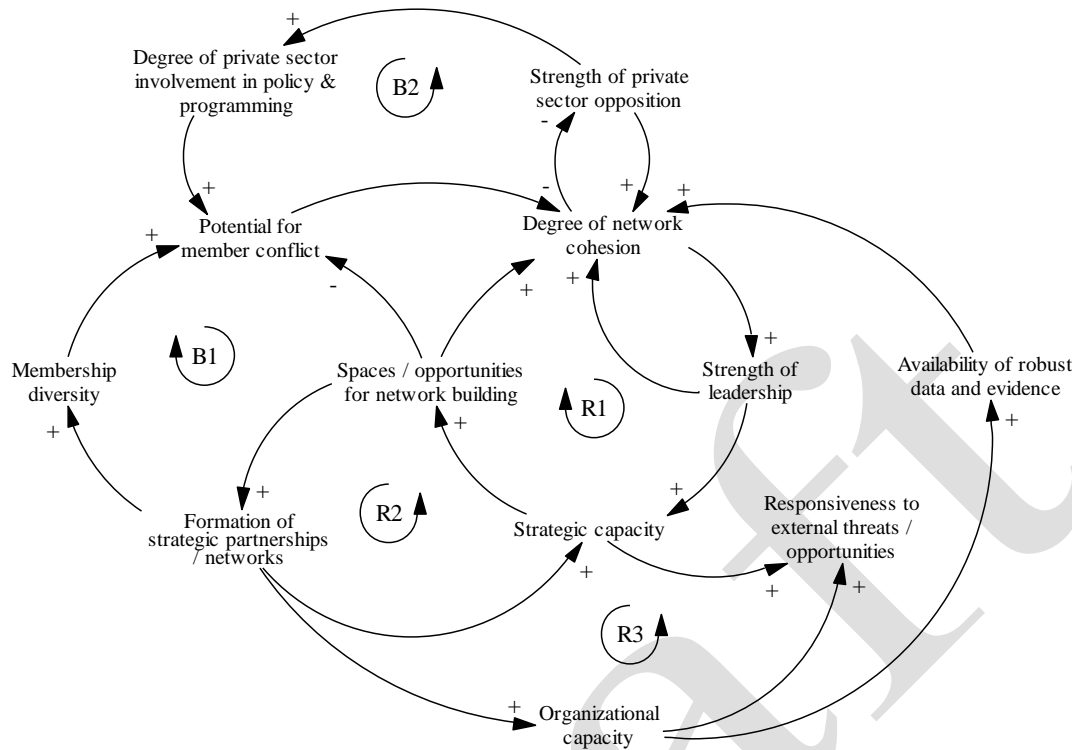 +
Degree of private sector
involvement in policy &
programming
B2
Strength of private
sector opposition
-
+
-
+
+
Potential for
member conflict
Degree of network
cohesion
+
-
+
+
B1
Membership
diversity
Spaces / opportunities
for network building
R1
+
Strength of
leadership
Availability of robust
data and evidence
+
+
+
+
+
R2
Formation of
strategic partnerships
/ networks
Strategic capacity
Responsiveness to
external threats /
opportunities
+
+
+
R3
+
Organizational
capacity
aft